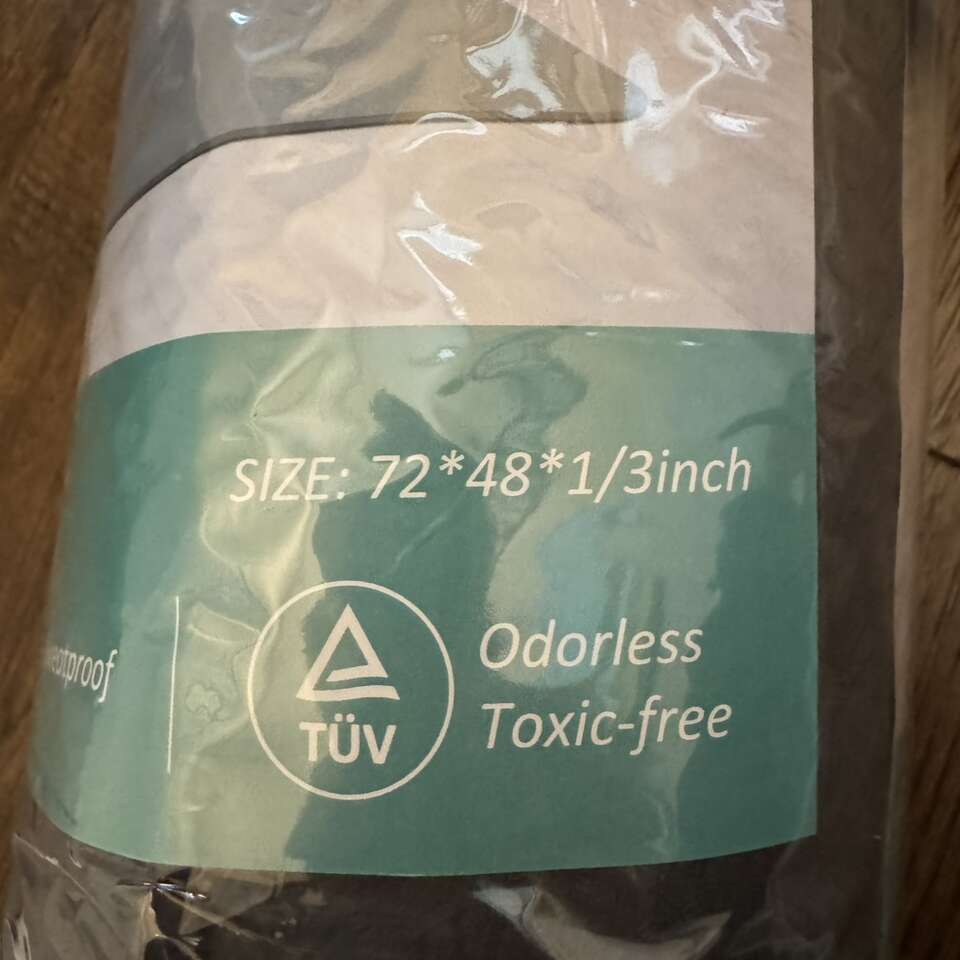 SIZE: 72*48*1/3inch
TÜV
Odorless
Toxic-free